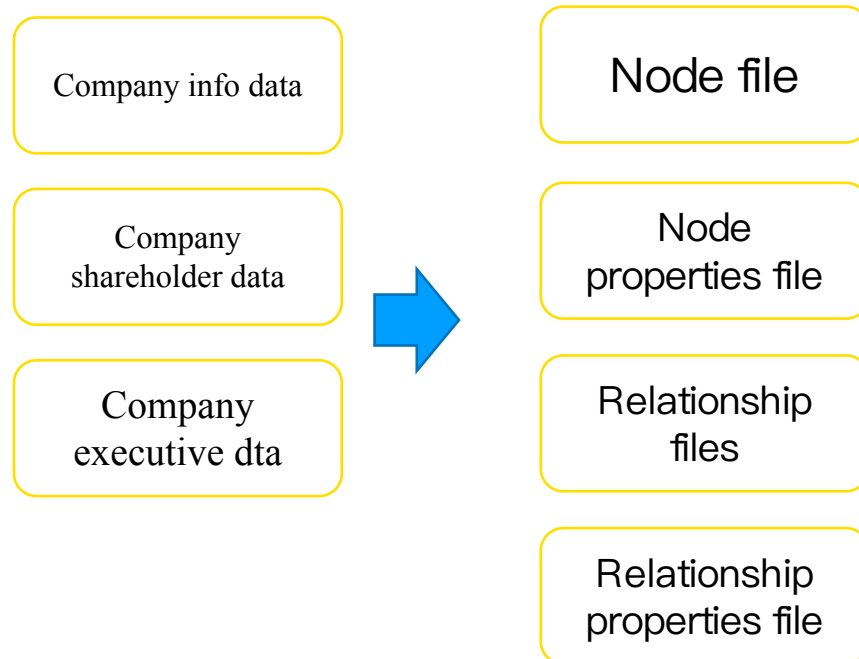 Company info data
Company
shareholder data
Company
executive dta
Node file
Node
properties file
Relationship
files
Relationship
properties file